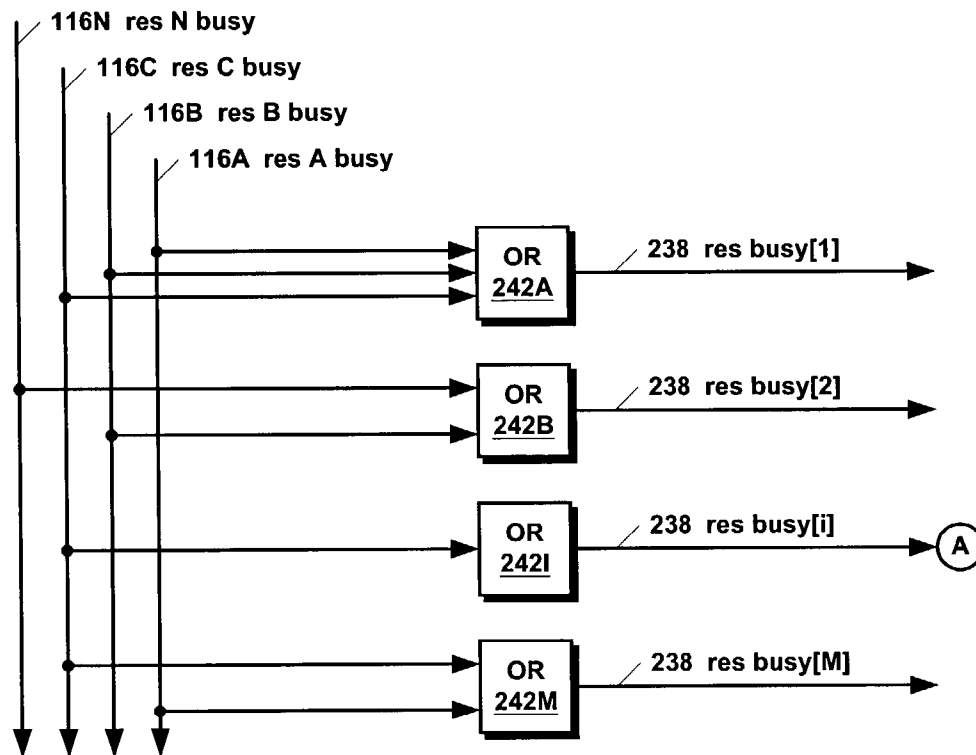 116N res N busy
116C res C busy
116B res B busy
116A res A busy
OR
242A
238 res busy[1]
OR
242B
238 res busy[2]
OR
242I
238 res busy[i]
A
OR
242M
238 res busy[M]